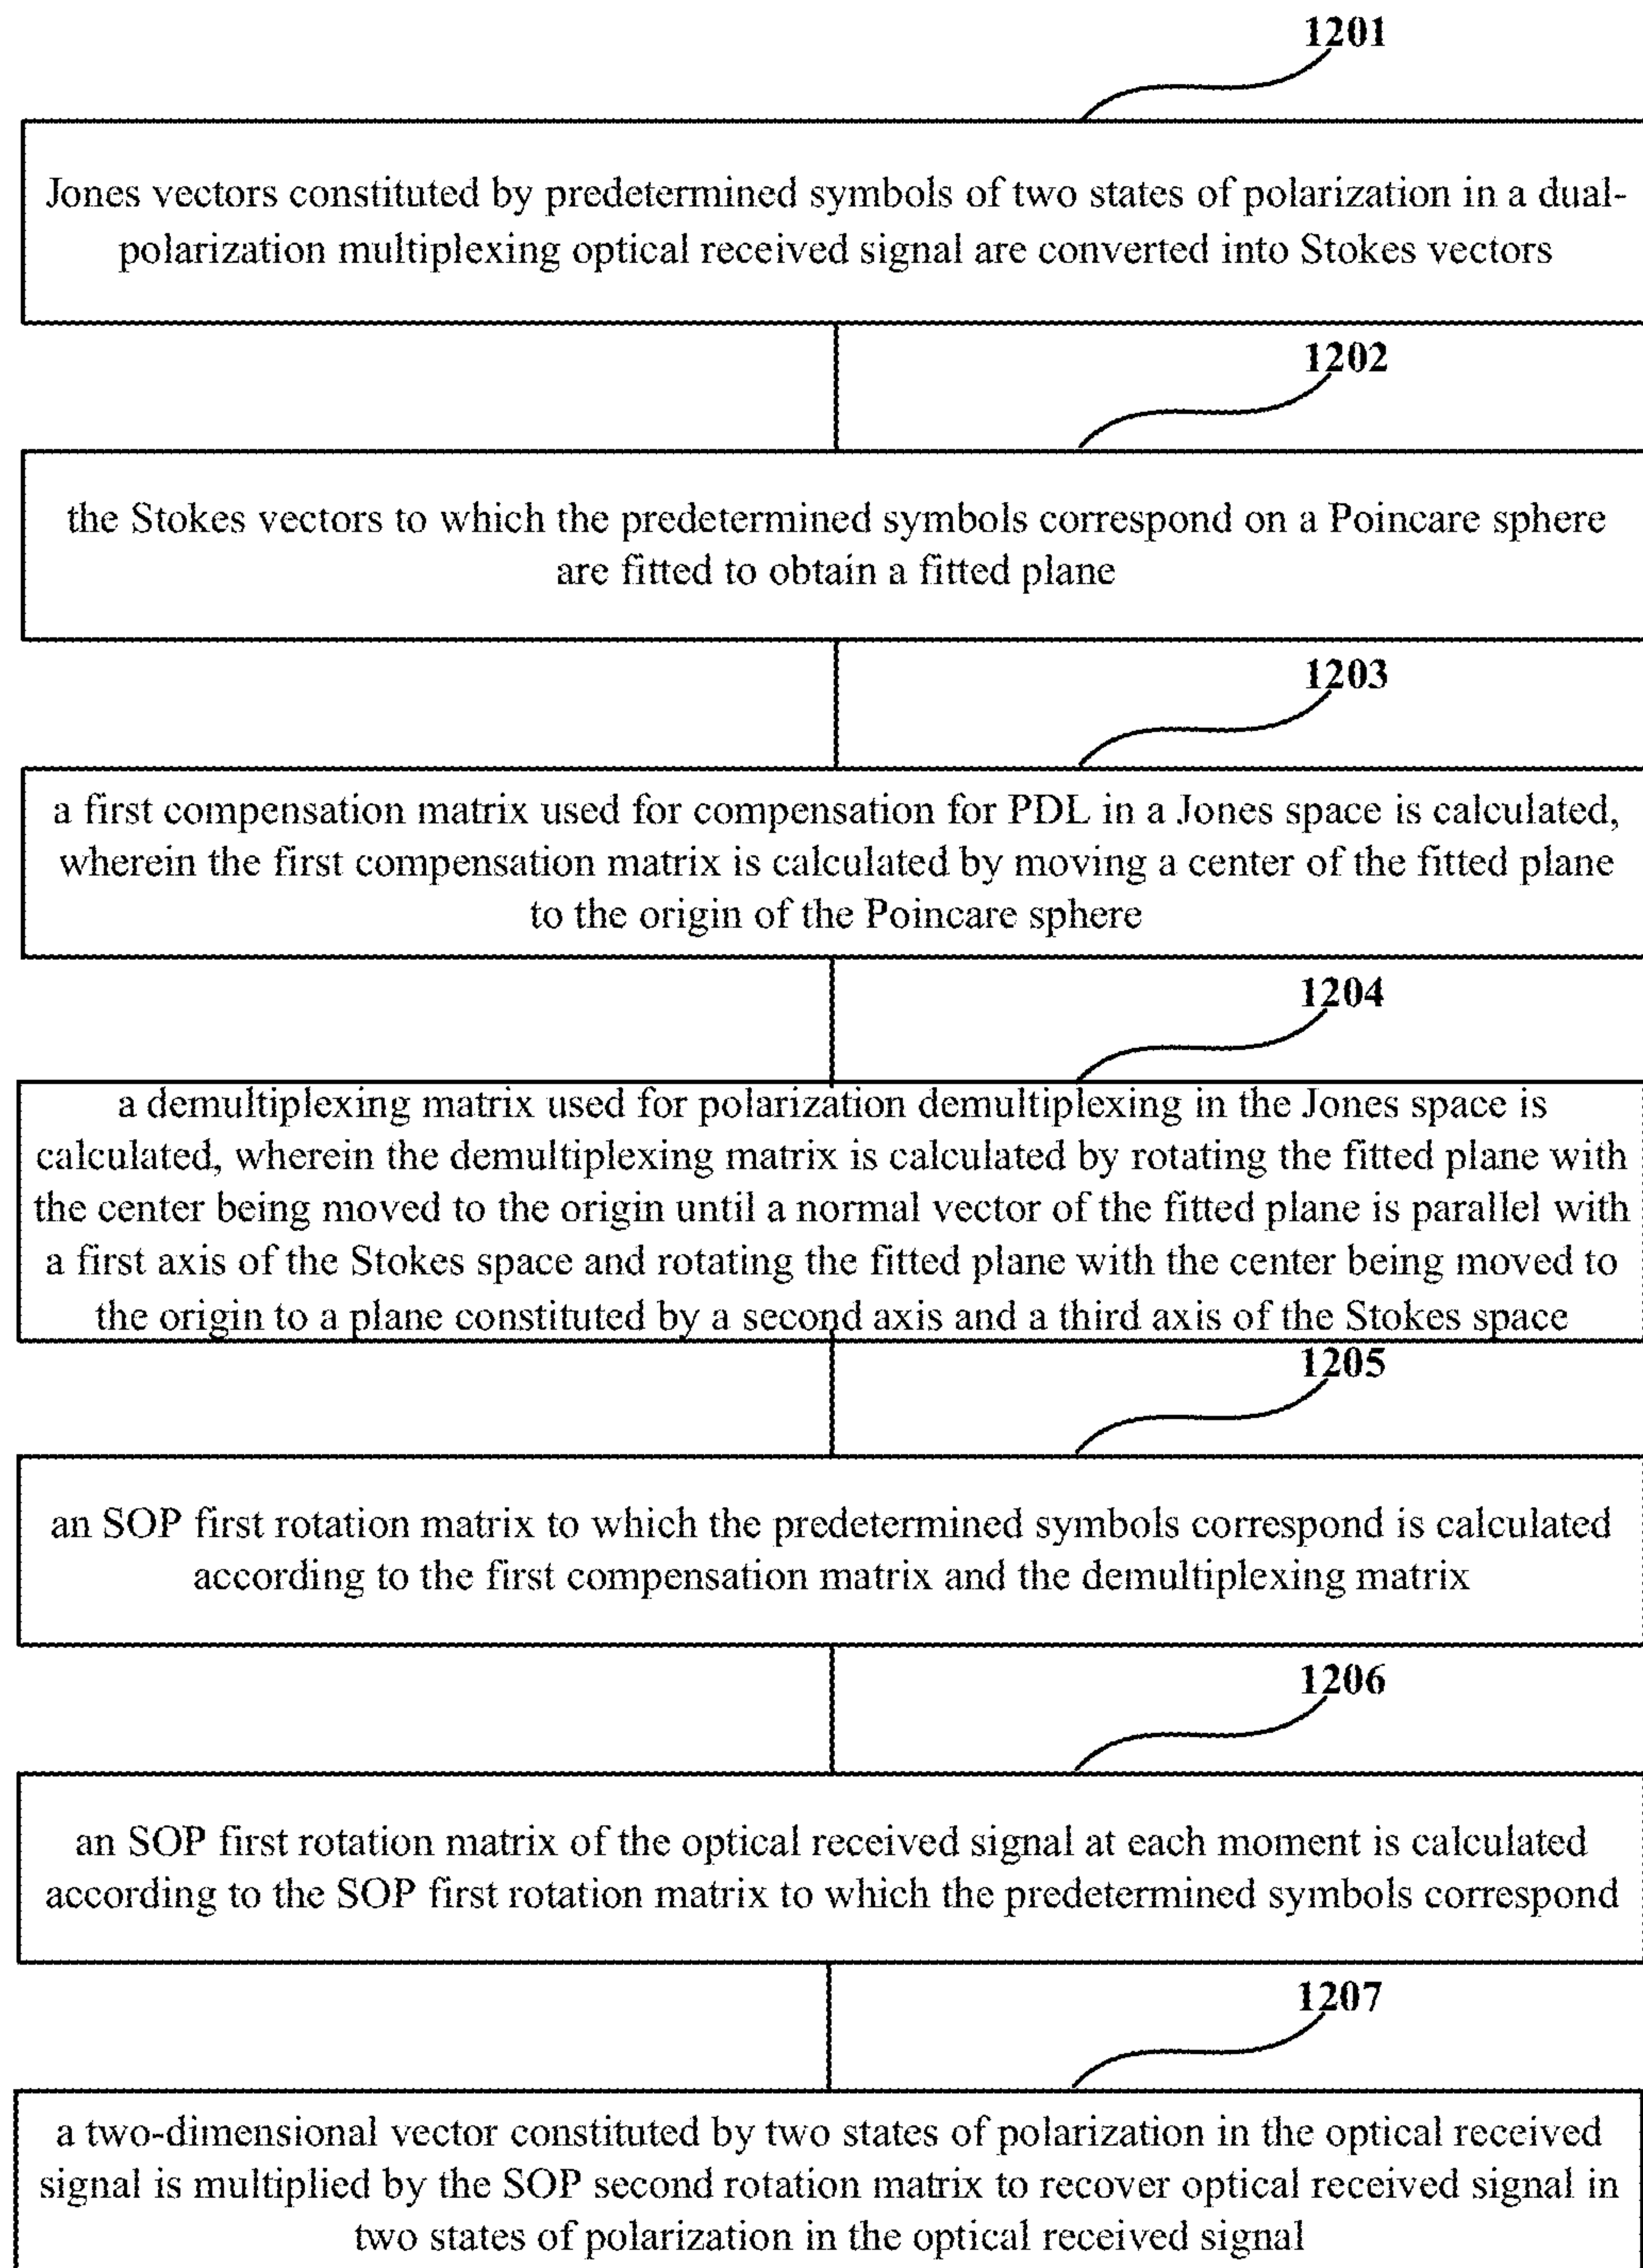 1201
Jones vectors constituted by predetermined symbols of two states of polarization in a dual-
polarization multiplexing optical received signal are converted into Stokes vectors
1202
the Stokes vectors to which the predetermined symbols correspond on a Poincare sphere
are fitted to obtain a fitted plane
1203
a first compensation matrix used for compensation for PDL in a Jones space is calculated,
wherein the first compensation matrix is calculated by moving a center of the fitted plane
to the origin of the Poincare sphere
1204
a demultiplexing matrix used for polarization demultiplexing in the Jones space is
calculated, wherein the demultiplexing matrix is calculated by rotating the fitted plane with
the center being moved to the origin until a normal vector of the fitted plane is parallel with
a first axis of the Stokes space and rotating the fitted plane with the center being moved to
the origin to a plane constituted by a second axis and a third axis of the Stokes space
1205
an SOP first rotation matrix to which the predetermined symbols correspond is calculated
according to the first compensation matrix and the demultiplexing matrix
1206
an SOP first rotation matrix of the optical received signal at each moment is calculated
according to the SOP first rotation matrix to which the predetermined symbols correspond
1207
a two-dimensional vector constituted by two states of polarization in the optical received
signal is multiplied by the SOP second rotation matrix to recover optical received signal in
two states of polarization in the optical received signal